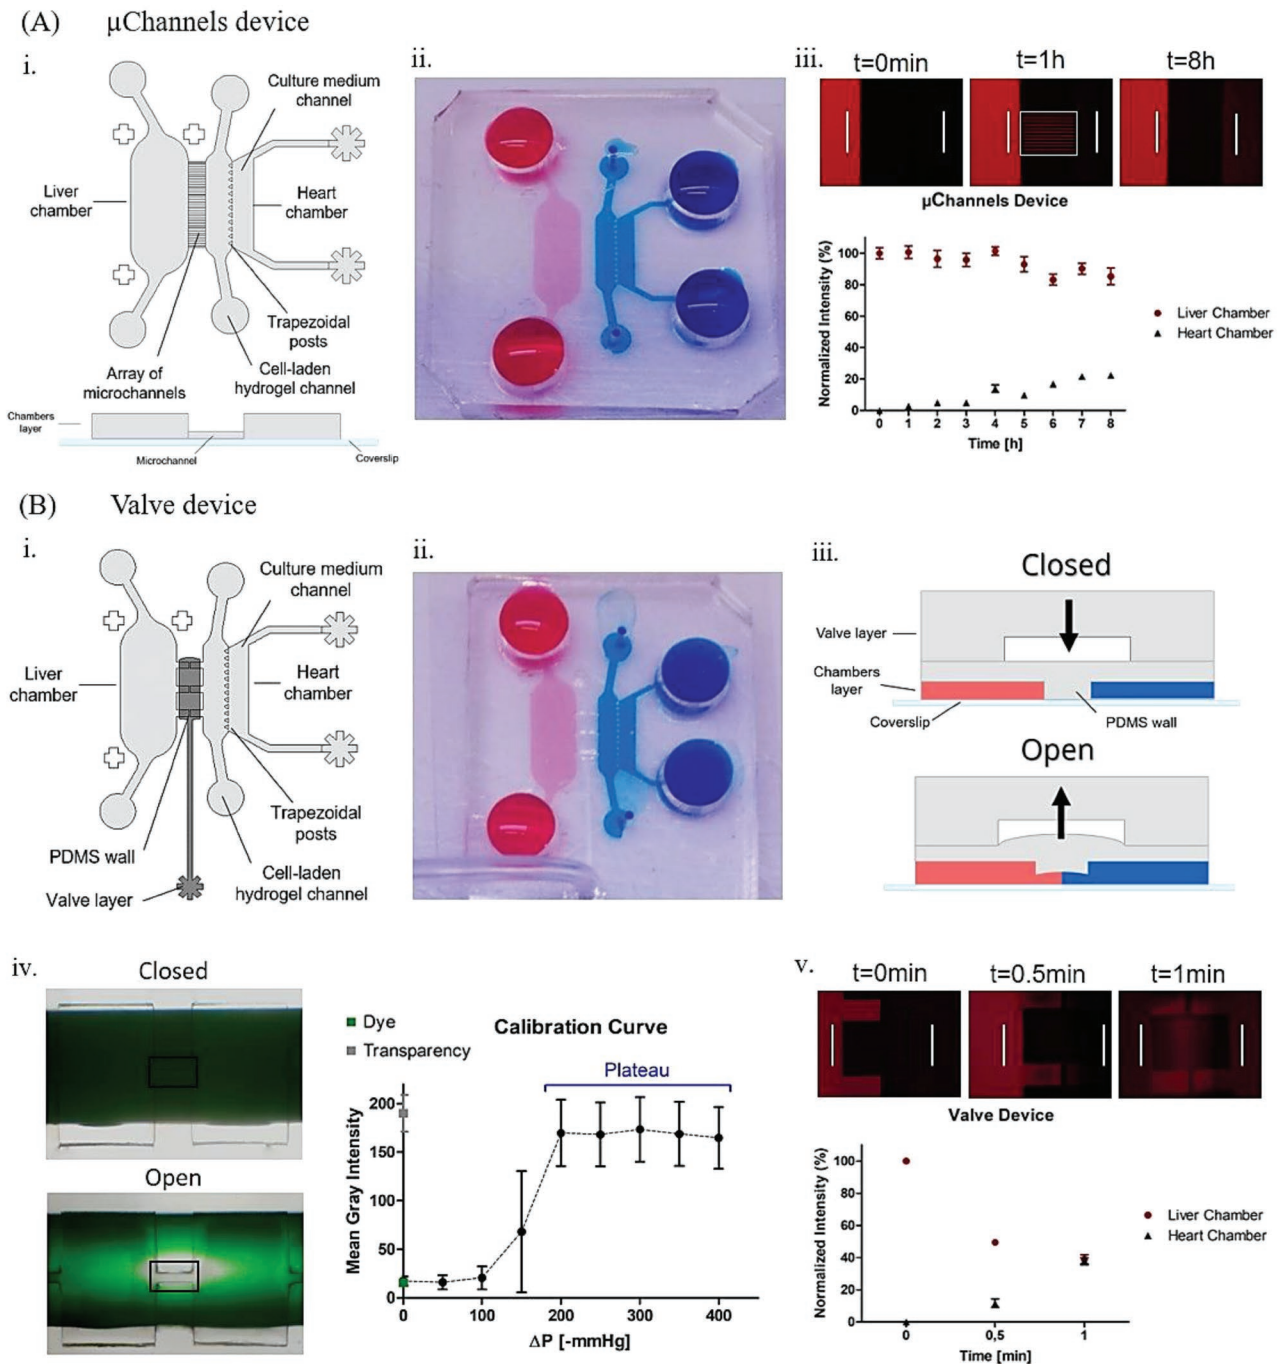 (A) µChannels device
i.
Culture medium
channel
Liver
chamber
Heart
chamber
Trapezoidal
posts
Array of
microchannels
Cell-laden
hydrogel channel
Chambers
layer
Microchannel
Coverslip
ii.
iii.
t=0min t=1h t=8h
µChannels Device
Normalized Intensity (%)
100
80
60
40
20
0
0 1 2 3 4 5 6 7 8
Time [h]
Liver Chamber
Heart Chamber
(B) Valve device
i.
Culture medium
channel
Liver
chamber
Heart
chamber
Trapezoidal
posts
PDMS wall
Cell-laden
hydrogel channel
Valve layer
ii.
iii.
Closed
Valve layer
Chambers
layer
Coverslip
PDMS wall
Open
iv.
Closed
Open
Dye
Transparency
Calibration Curve
Plateau
Mean Gray Intensity
200
150
100
50
0
0 100 200 300 400
ΔP [-mmHg]
v.
t=0min t=0.5min t=1min
Valve Device
Normalized Intensity (%)
100
80
60
40
20
0
0 0,5 1
Time [min]
Liver Chamber
Heart Chamber